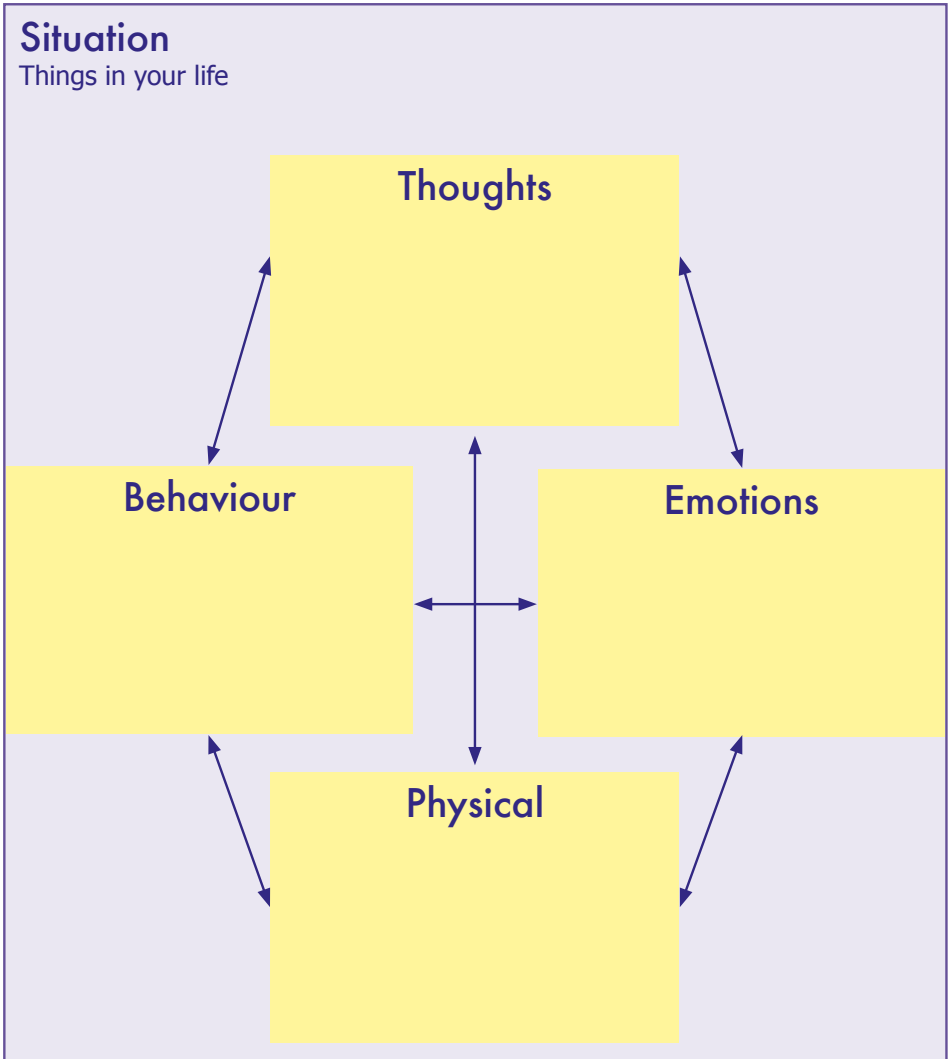 Situation
Things in your life
Thoughts
Behaviour
Emotions
Physical